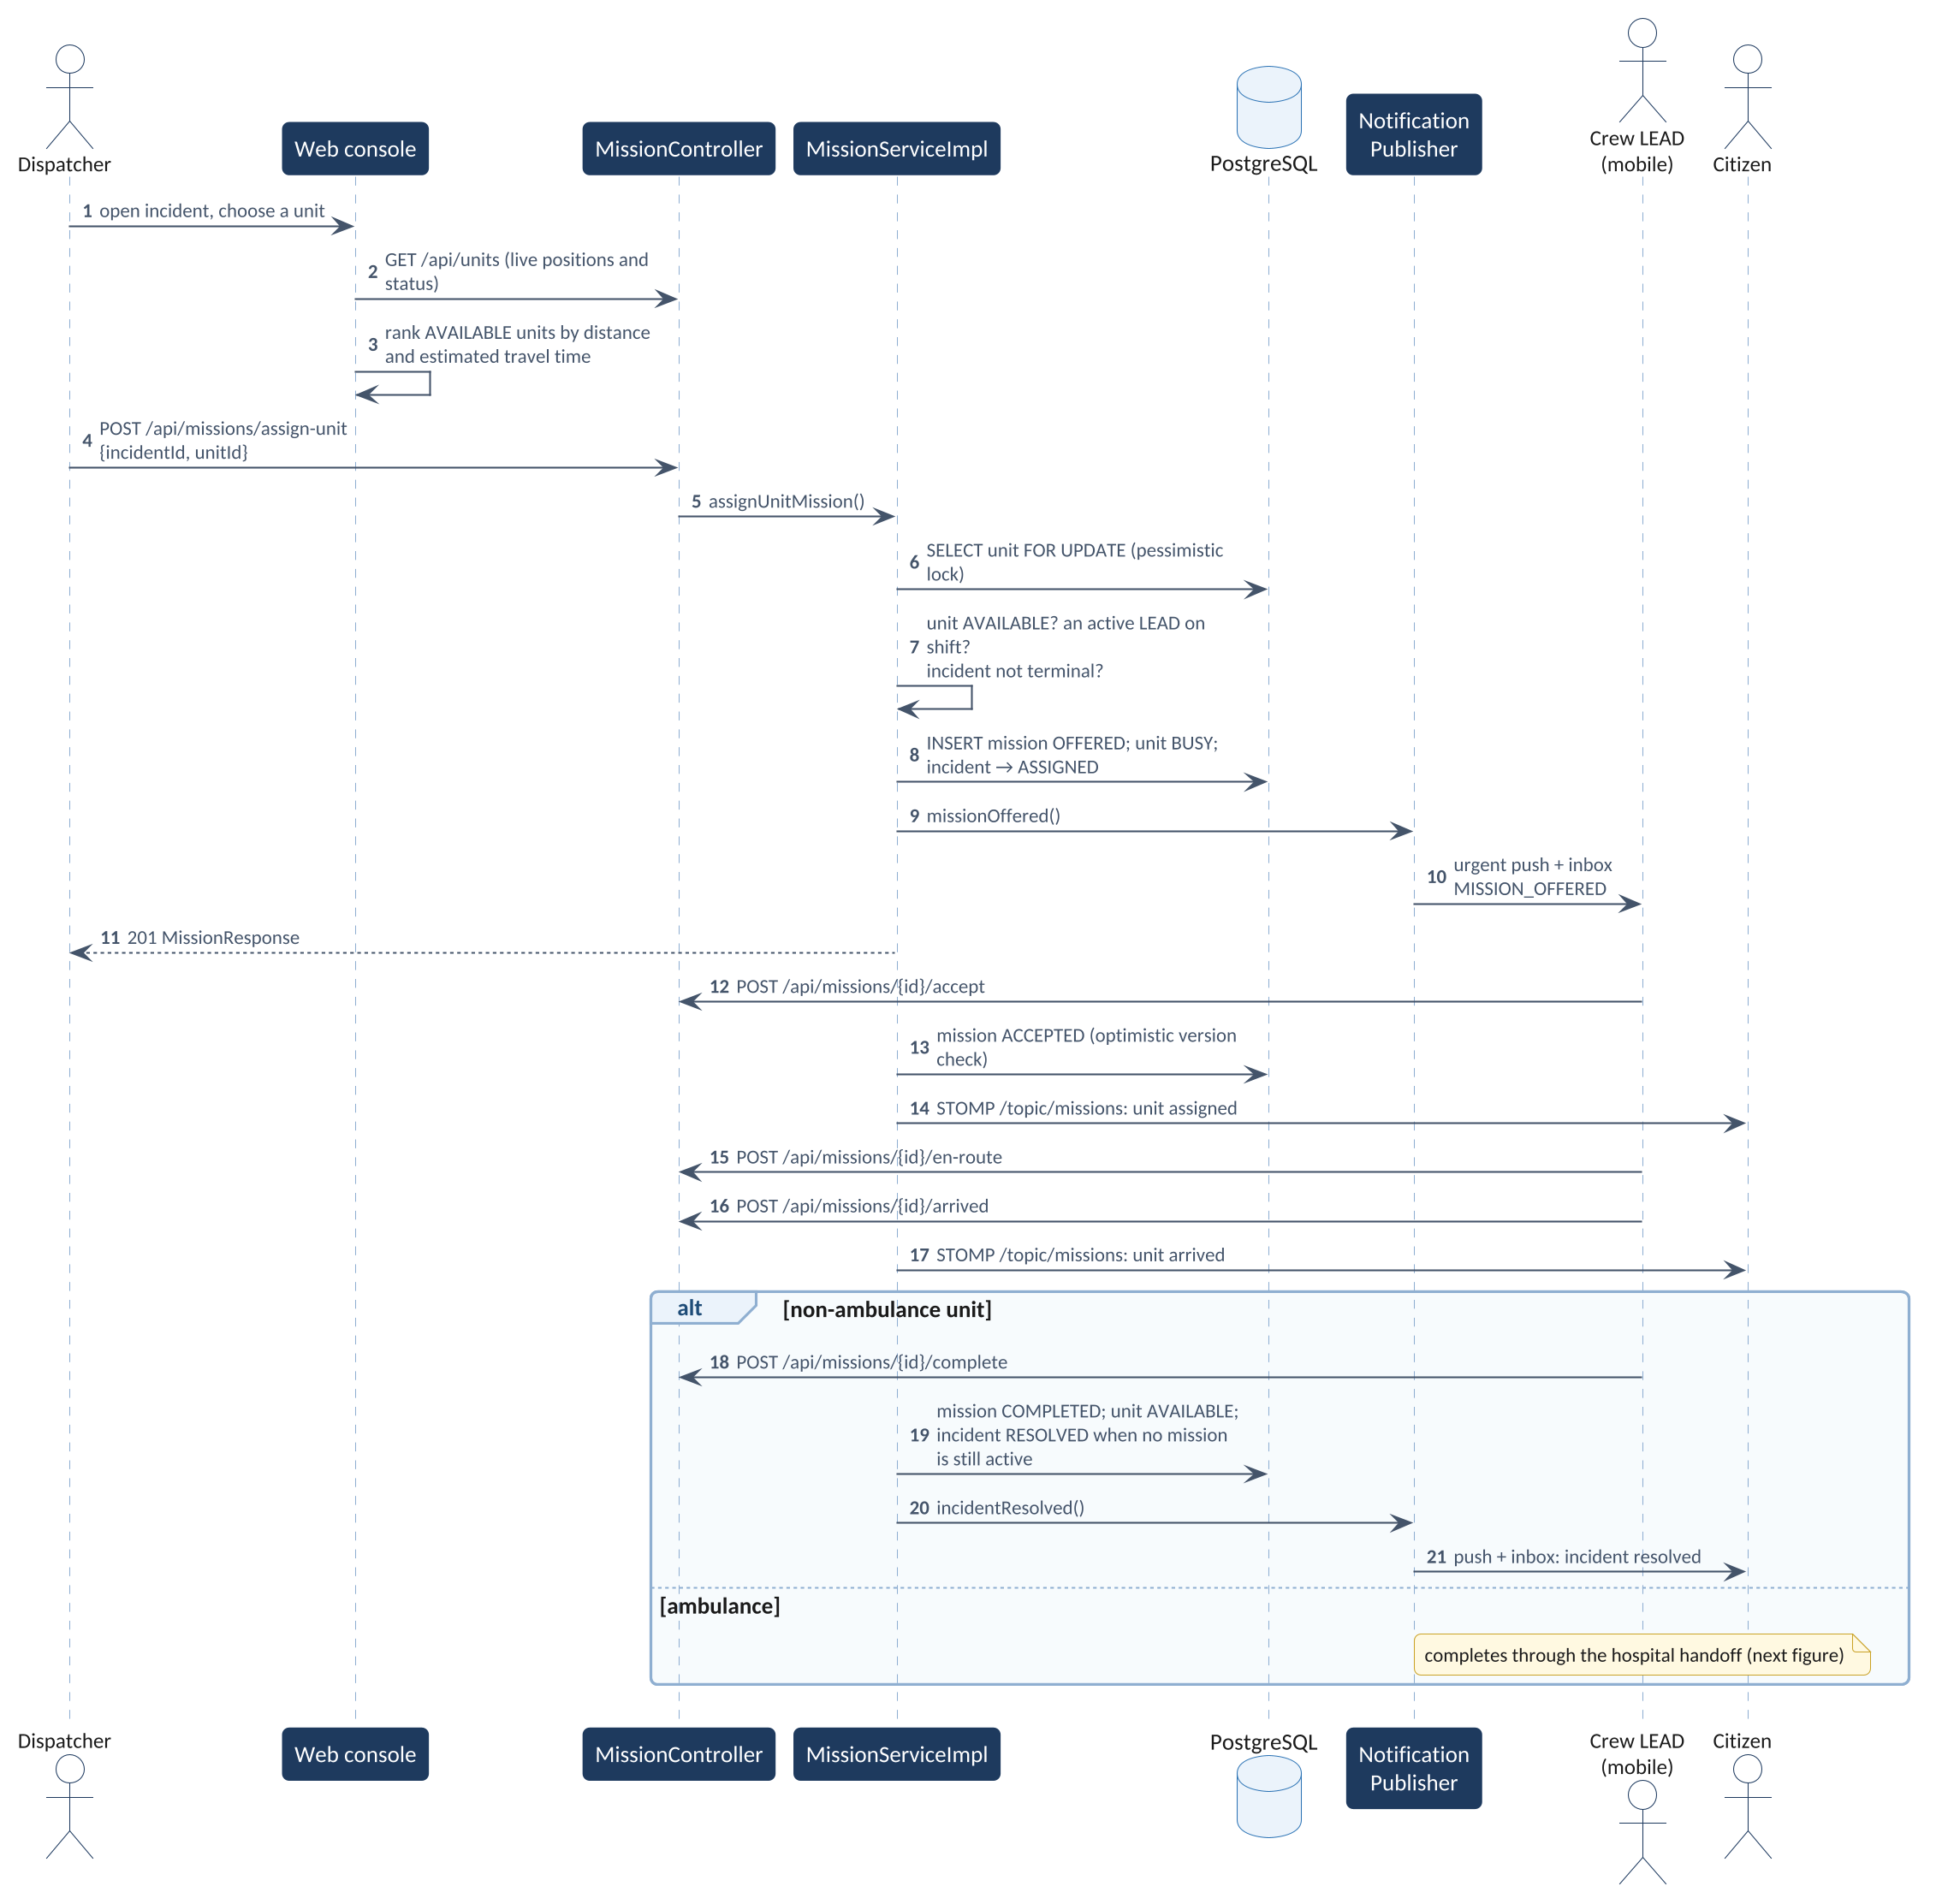 Dispatcher
Web console
MissionController
MissionServiceImpl
PostgreSQL
Notification
Publisher
Crew LEAD
(mobile)
Citizen
1 open incident, choose a unit
2 GET /api/units (live positions and
status)
3 rank AVAILABLE units by distance
and estimated travel time
4 POST /api/missions/assign-unit
{incidentId, unitId}
5 assignUnitMission()
6 SELECT unit FOR UPDATE (pessimistic
lock)
7 unit AVAILABLE? an active LEAD on
shift?
incident not terminal?
8 INSERT mission OFFERED; unit BUSY;
incident → ASSIGNED
9 missionOffered()
10 urgent push + inbox
MISSION_OFFERED
11 201 MissionResponse
12 POST /api/missions/{id}/accept
13 mission ACCEPTED (optimistic version
check)
14 STOMP /topic/missions: unit assigned
15 POST /api/missions/{id}/en-route
16 POST /api/missions/{id}/arrived
17 STOMP /topic/missions: unit arrived
alt [non-ambulance unit]
18 POST /api/missions/{id}/complete
19 mission COMPLETED; unit AVAILABLE;
incident RESOLVED when no mission
is still active
20 incidentResolved()
21 push + inbox: incident resolved
[ambulance]
completes through the hospital handoff (next figure)
Dispatcher
Web console
MissionController
MissionServiceImpl
PostgreSQL
Notification
Publisher
Crew LEAD
(mobile)
Citizen